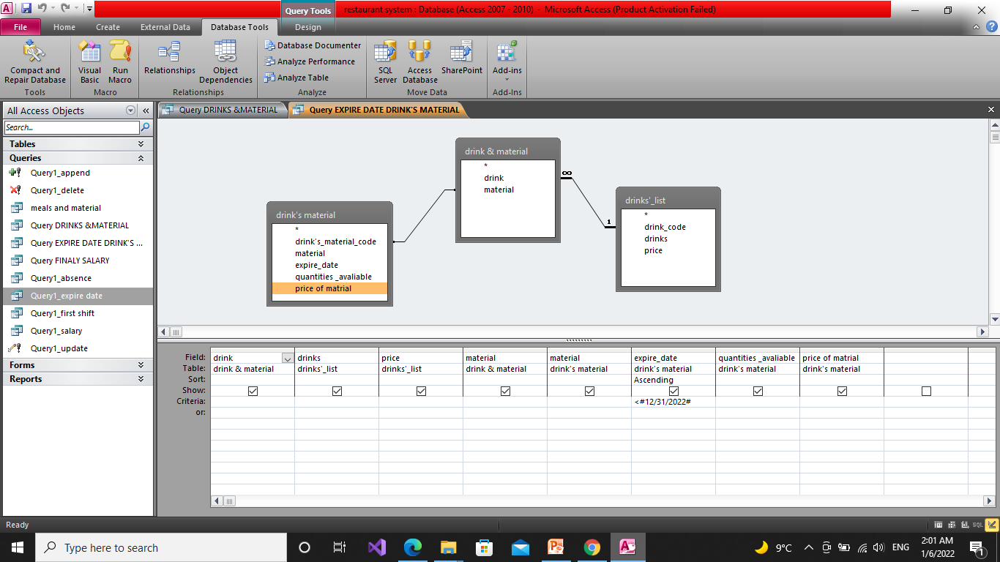 Query Tools
restaurant system : Database (Access 2007 - 2010) - Microsoft Access (Product Activation Failed)
File Home Create External Data Database Tools Design
Compact and Repair Database
Visual Basic
Run Macro
Relationships
Object Dependencies
Database Documenter
Analyze Performance
Analyze Table
SQL Server
Access Database
SharePoint
Add-ins
Tools Macro Relationships Analyze Move Data Add-Ins
All Access Objects
Search...
Tables
Queries
Query1_append
Query1_delete
meals and material
Query DRINKS &MATERIAL
Query EXPIRE DATE DRINK'S ...
Query FINALY SALARY
Query1_absence
Query1_expire date
Query1_first shift
Query1_salary
Query1_update
Forms
Reports
Query DRINKS &MATERIAL
Query EXPIRE DATE DRINK'S MATERIAL
drink & material
*
drink
material
∞
1
drink's material
*
drink's_material_code
material
expire_date
quantities _avaliable
price of matrial
drinks'_list
*
drink_code
drinks
price
Field: drink drinks price material material expire_date quantities _avaliable price of matrial
Table: drink & material drinks'_list drinks'_list drink & material drink's material drink's material drink's material drink's material
Sort: Ascending
Show:
Criteria: <#12/31/2022#
or:
Ready
SQL
Type here to search
9°C
ENG
2:01 AM
1/6/2022
1